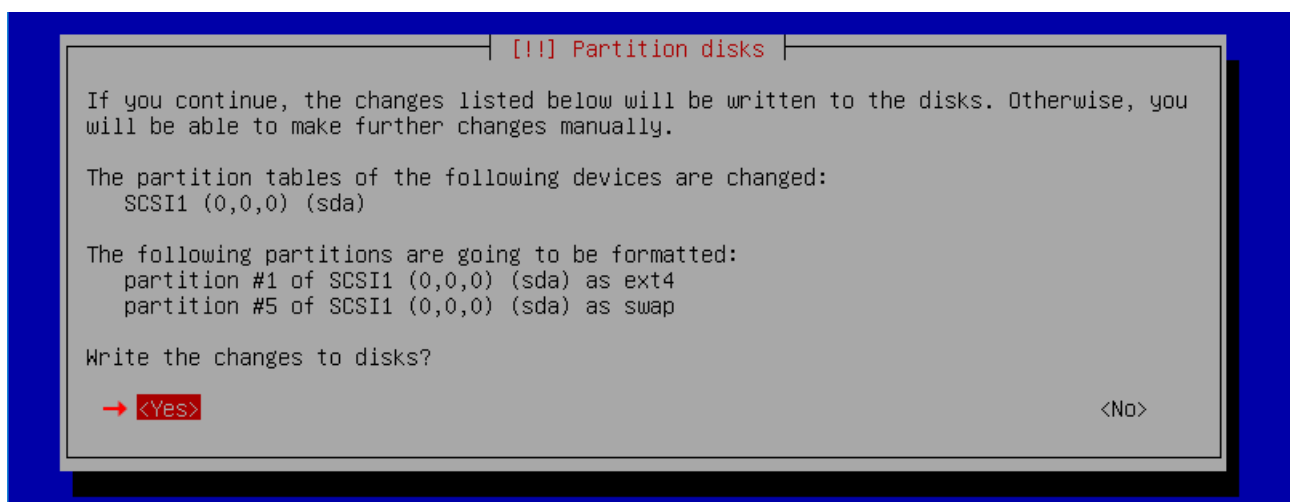 [!!] Partition disks
If you continue, the changes listed below will be written to the disks. Otherwise, you
will be able to make further changes manually.
The partition tables of the following devices are changed:
SCSI1 (0,0,0) (sda)
The following partitions are going to be formatted:
partition #1 of SCSI1 (0,0,0) (sda) as ext4
partition #5 of SCSI1 (0,0,0) (sda) as swap
Write the changes to disks?
<Yes> <No>